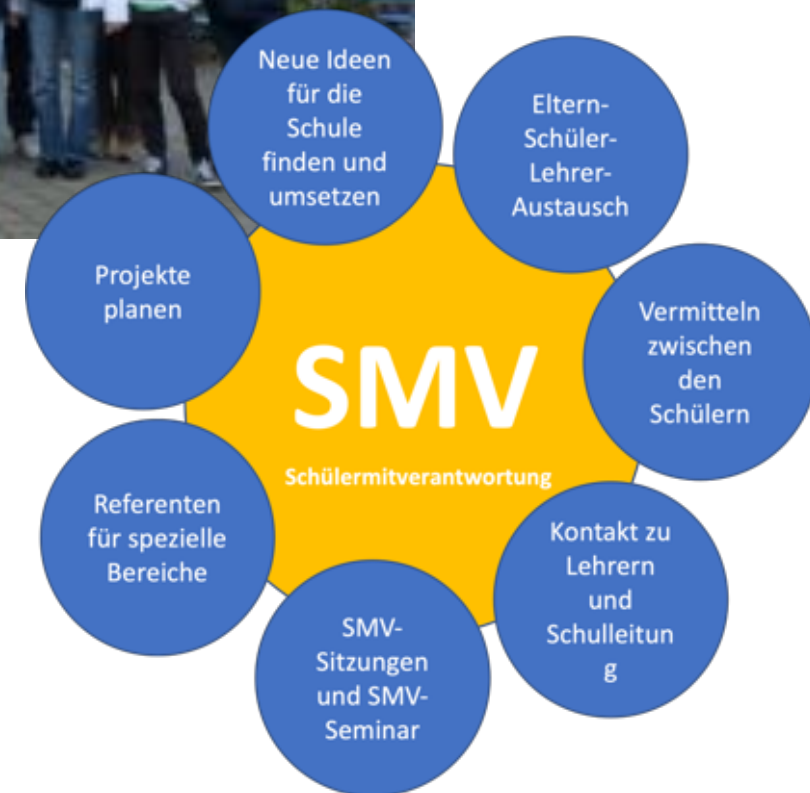 Neue Ideen
für die
Schule
finden und
umsetzen
Eltern-
Schüler-
Lehrer-
Austausch
Vermitteln
zwischen
den
Schülern
Kontakt zu
Lehrern
und
Schulleitun
g
SMV-
Sitzungen
und SMV-
Seminar
Referenten
für spezielle
Bereiche
Projekte
planen
SMV
Schülermitverantwortung